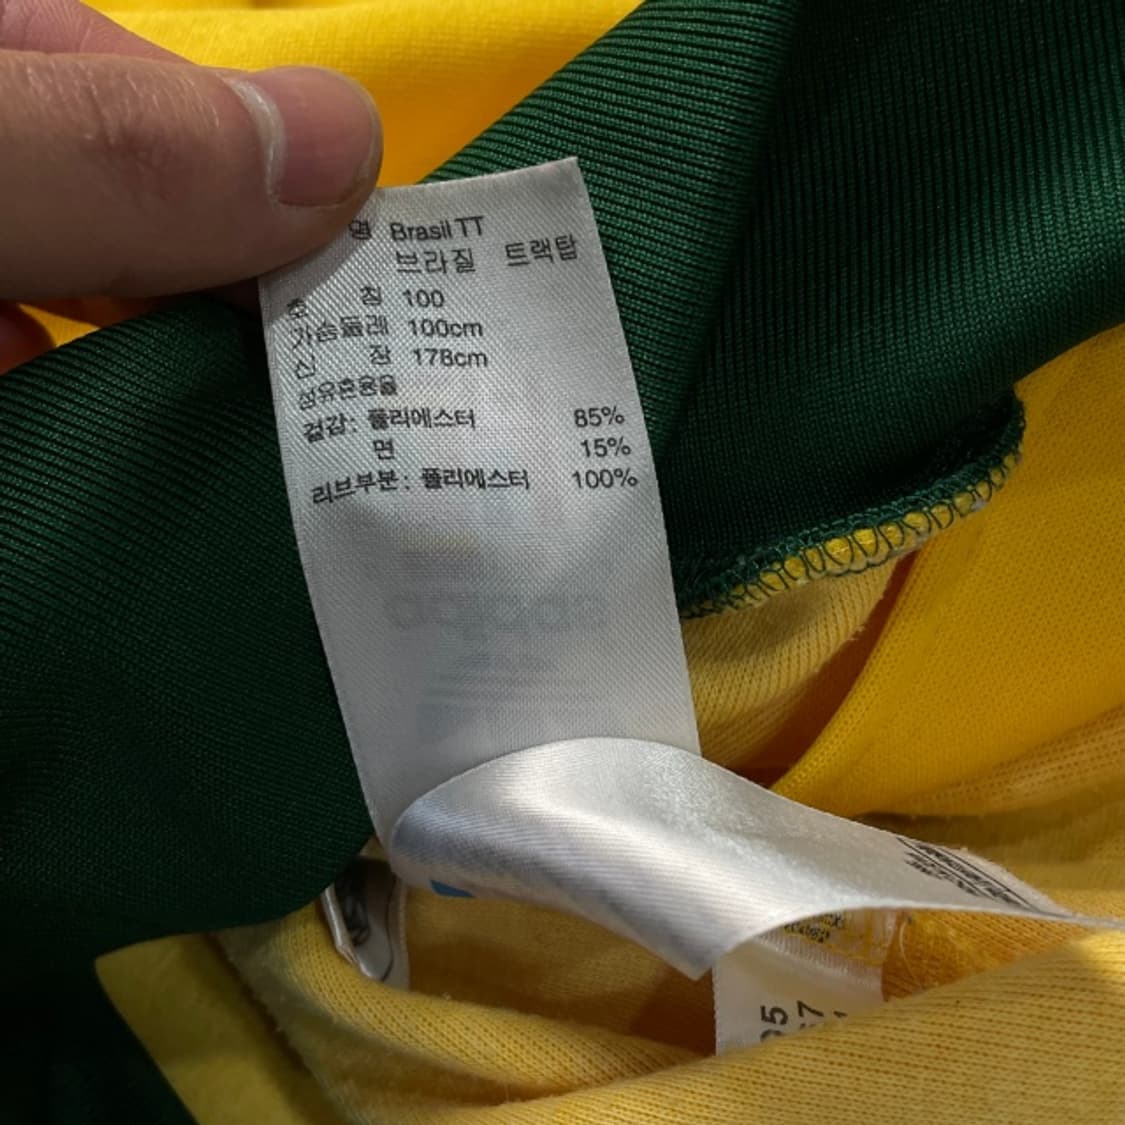 명 Brasil TT
브라질 트랙탑
호 칭 100
가슴둘레 100cm
신 장 178cm
섬유혼용율
겉감: 폴리에스터 85%
면 15%
리브부분: 폴리에스터 100%